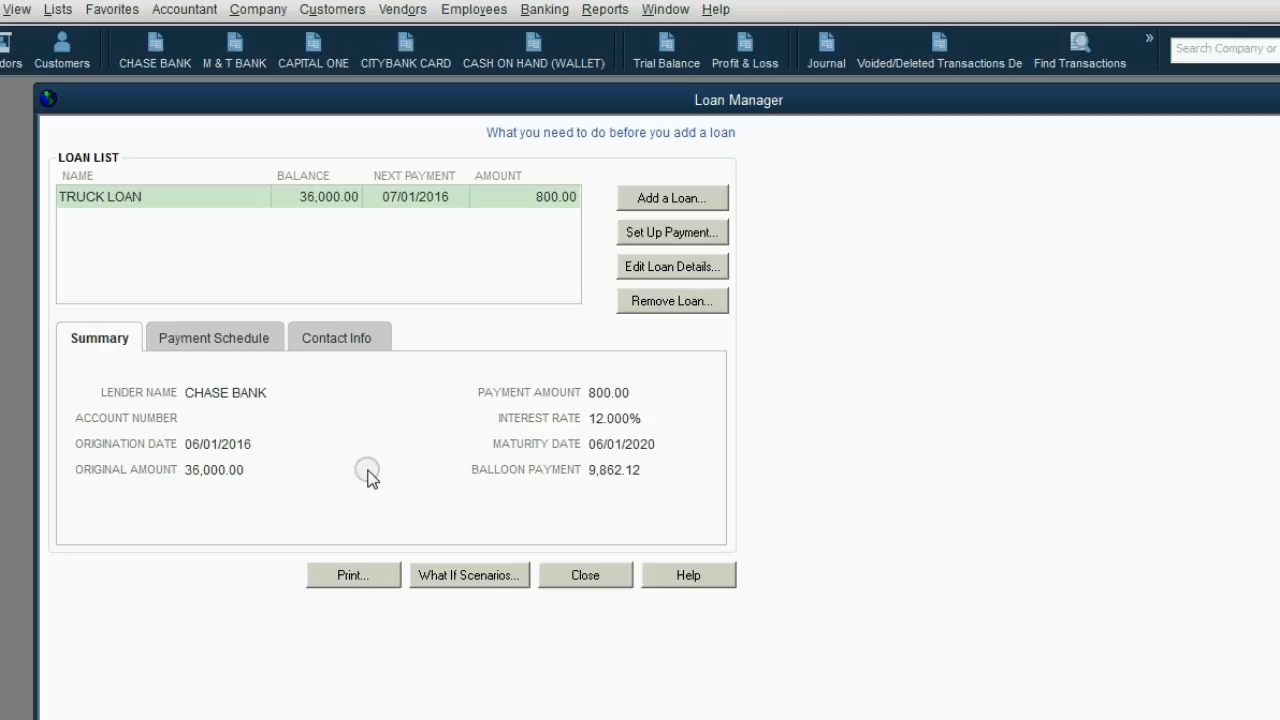 View Lists Favorites Accountant Company Customers Vendors Employees Banking Reports Window Help
dors Customers CHASE BANK M & T BANK CAPITAL ONE CITYBANK CARD CASH ON HAND (WALLET) Trial Balance Profit & Loss Journal Voided/Deleted Transactions De Find Transactions » Search Company or
Loan Manager
What you need to do before you add a loan
LOAN LIST
NAME BALANCE NEXT PAYMENT AMOUNT
TRUCK LOAN 36,000.00 07/01/2016 800.00
Add a Loan...
Set Up Payment...
Edit Loan Details...
Remove Loan...
Summary Payment Schedule Contact Info
LENDER NAME CHASE BANK PAYMENT AMOUNT 800.00
ACCOUNT NUMBER INTEREST RATE 12.000%
ORIGINATION DATE 06/01/2016 MATURITY DATE 06/01/2020
ORIGINAL AMOUNT 36,000.00 BALLOON PAYMENT 9,862.12
Print... What If Scenarios... Close Help